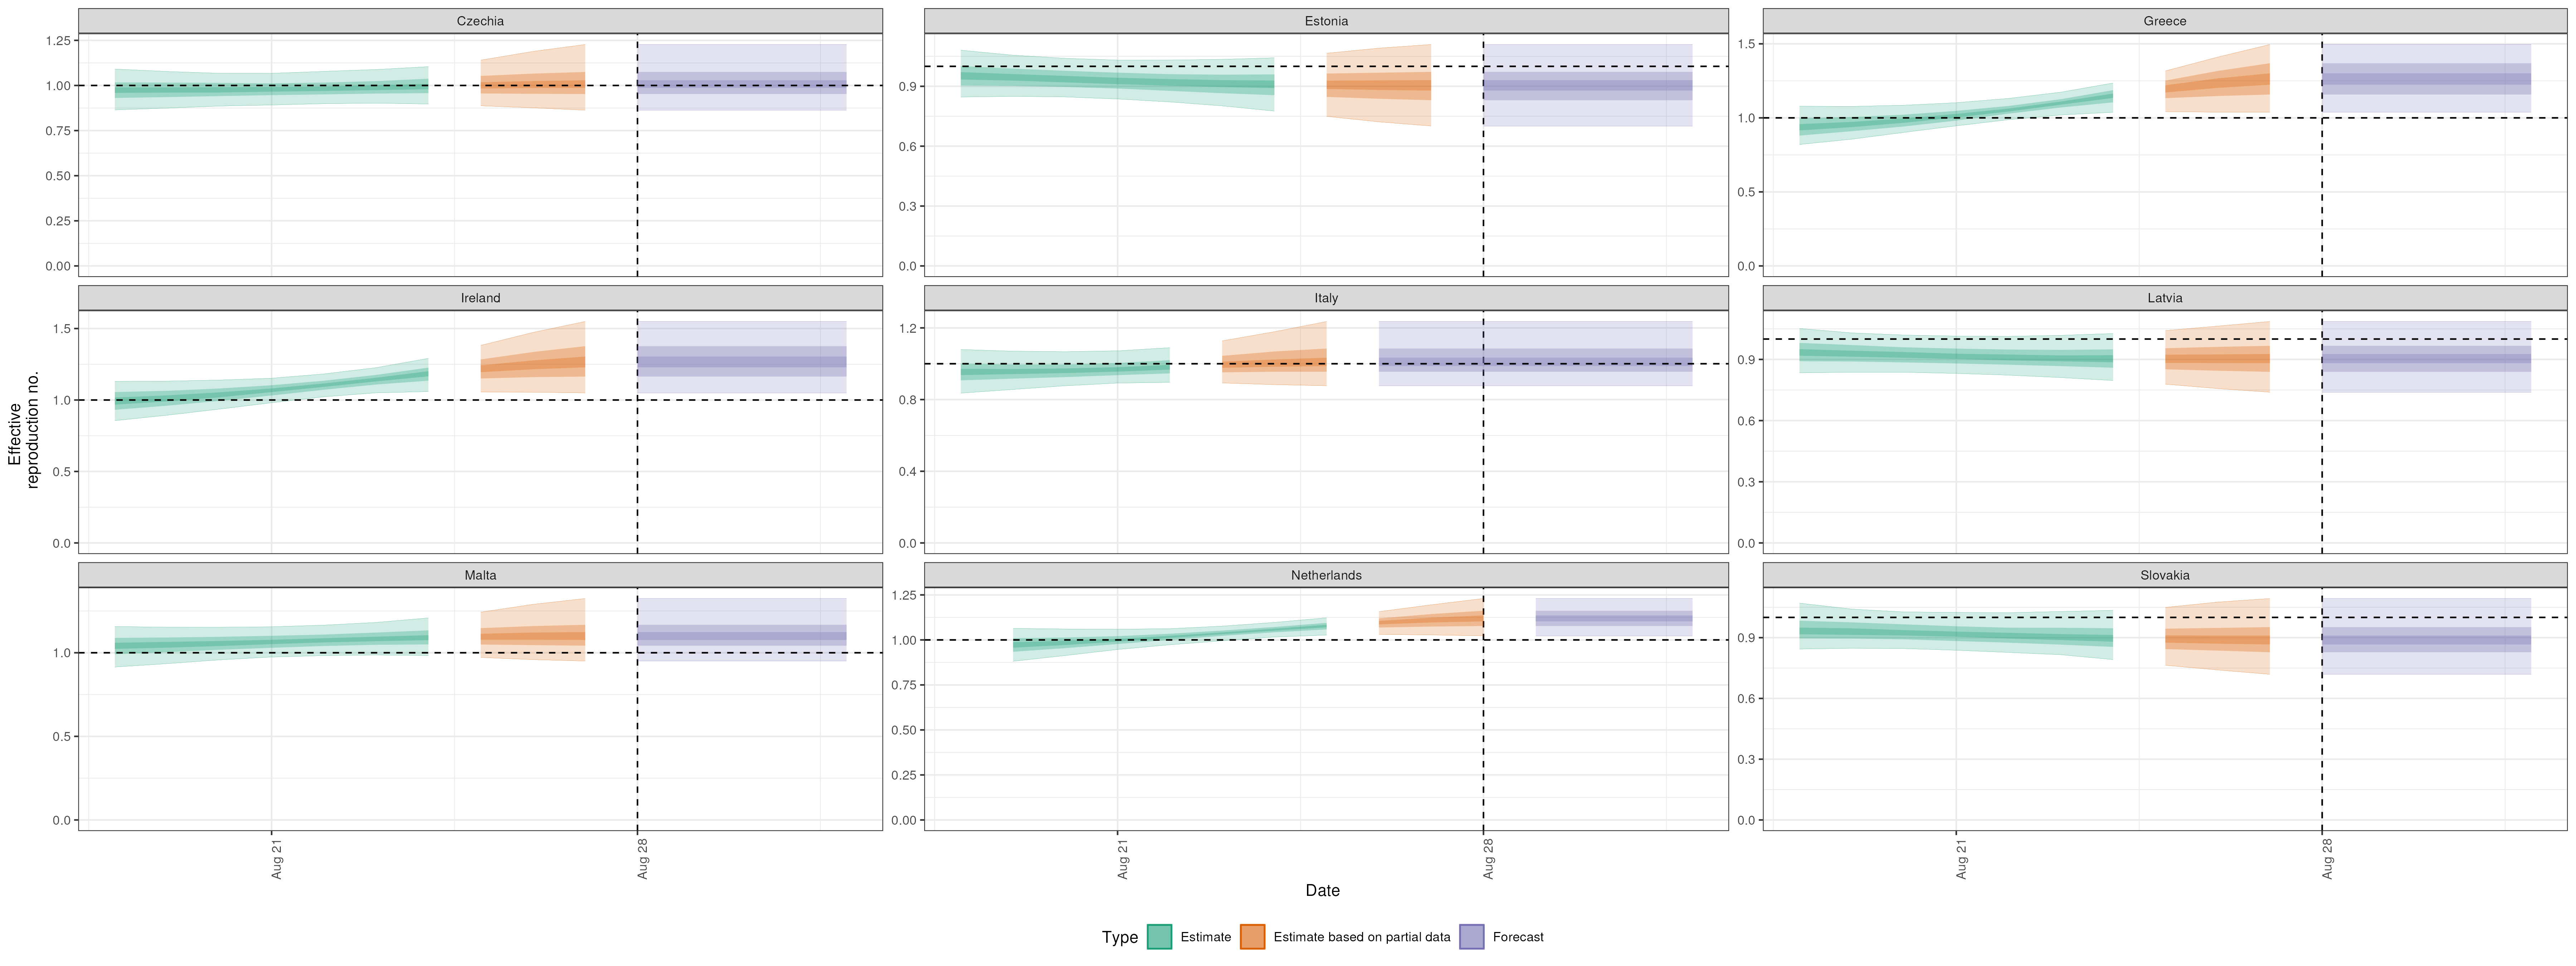 Czechia
Estonia
Greece
1.25
1.00
0.75
0.50
0.25
0.00
0.9
0.6
0.3
0.0
1.5
1.0
0.5
0.0
Ireland
Italy
Latvia
1.5
1.0
0.5
0.0
1.2
0.8
0.4
0.0
0.9
0.6
0.3
0.0
Malta
Netherlands
Slovakia
1.0
0.5
0.0
1.25
1.00
0.75
0.50
0.25
0.00
0.9
0.6
0.3
0.0
Effective
reproduction no.
Aug 21
Aug 28
Aug 21
Aug 28
Aug 21
Aug 28
Date
Type
Estimate
Estimate based on partial data
Forecast